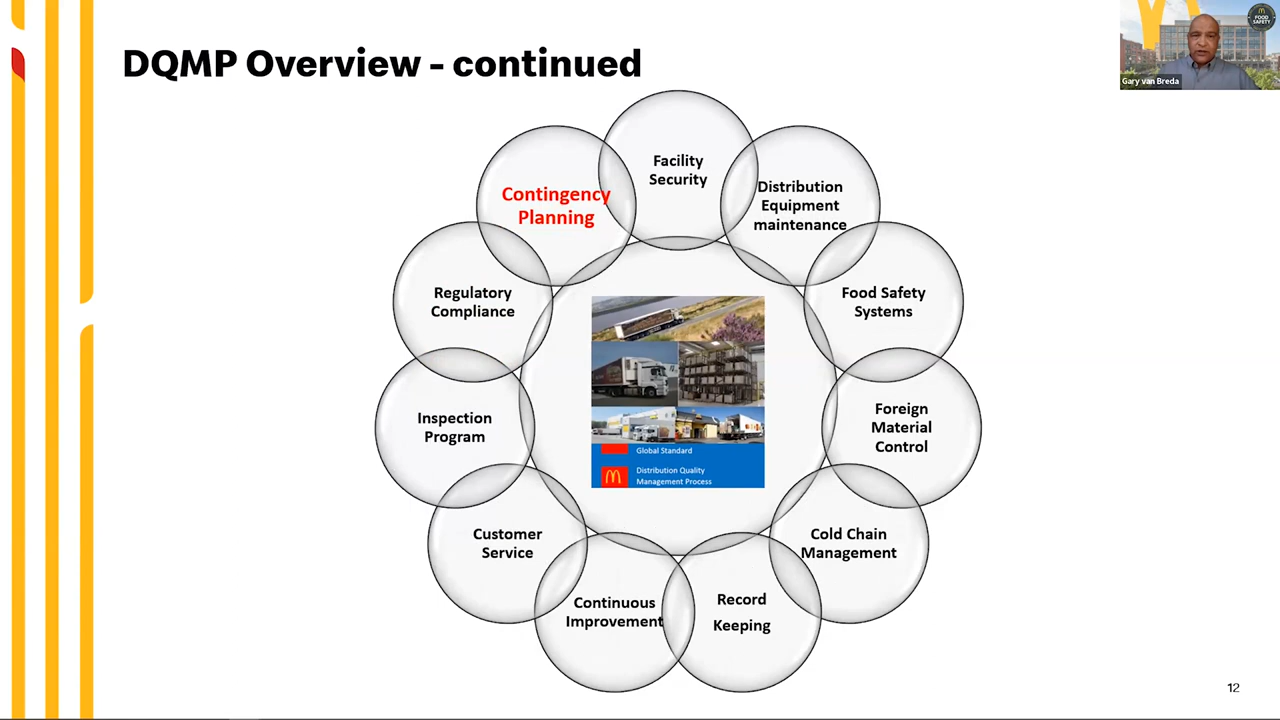 DQMP Overview - continued
FOOD
SAFETY
Gary van Breda
Facility
Security
Distribution
Equipment
maintenance
Food Safety
Systems
Foreign
Material
Control
Cold Chain
Management
Record
Keeping
Continuous
Improvement
Customer
Service
Inspection
Program
Regulatory
Compliance
Contingency
Planning
Global Standard
Distribution Quality
Management Process
12